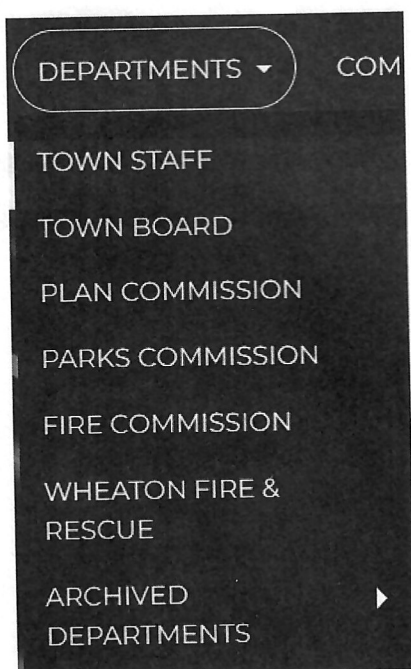 DEPARTMENTS
COM
TOWN STAFF
TOWN BOARD
PLAN COMMISSION
PARKS COMMISSION
FIRE COMMISSION
WHEATON FIRE &
RESCUE
ARCHIVED
DEPARTMENTS